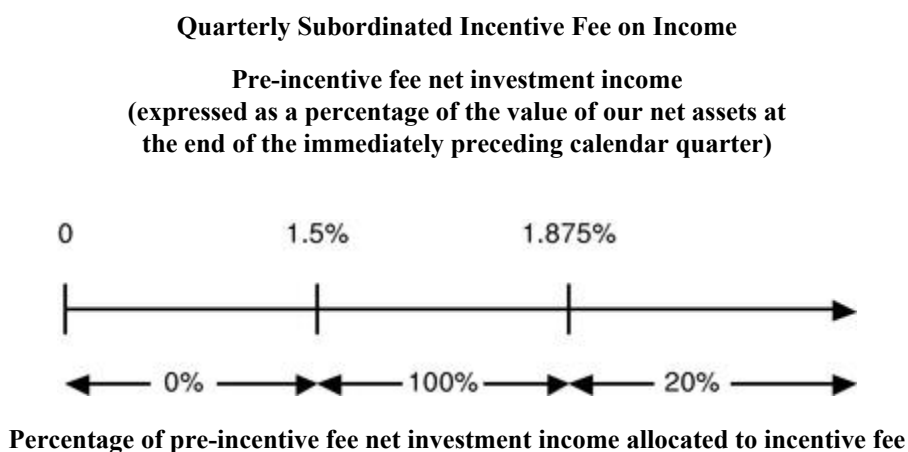 Quarterly Subordinated Incentive Fee on Income
Pre-incentive fee net investment income
(expressed as a percentage of the value of our net assets at
the end of the immediately preceding calendar quarter)
0 1.5% 1.875%
0% 100% 20%
Percentage of pre-incentive fee net investment income allocated to incentive fee